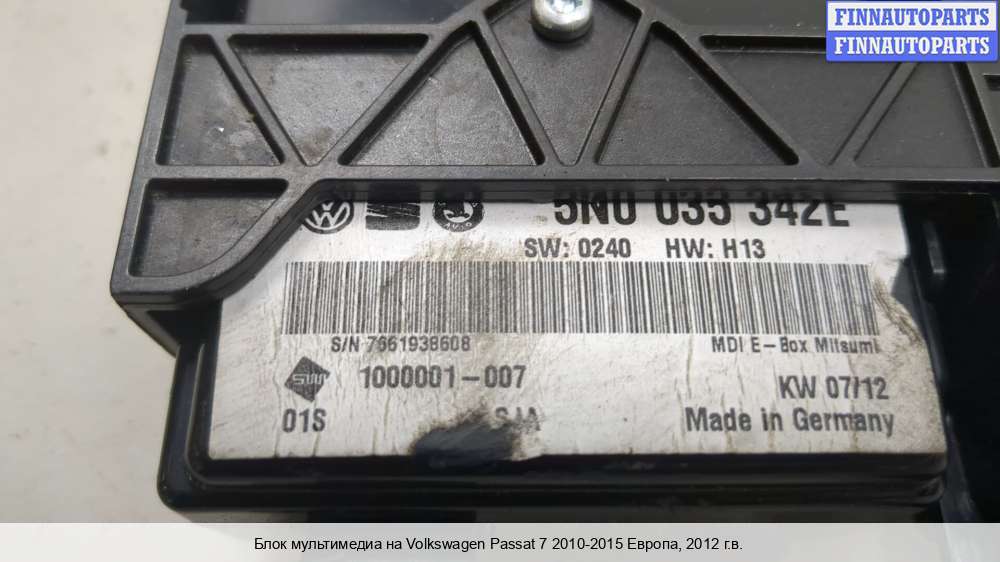 FINNAUTOPARTS
FINNAUTOPARTS
5N0 035 342E
SW: 0240 HW: H13
S/N 7661938608
MDI E-Box Mitsumi
1000001-007
KW 07/12
01S
Made in Germany
Блок мультимедиа на Volkswagen Passat 7 2010-2015 Европа, 2012 г.в.